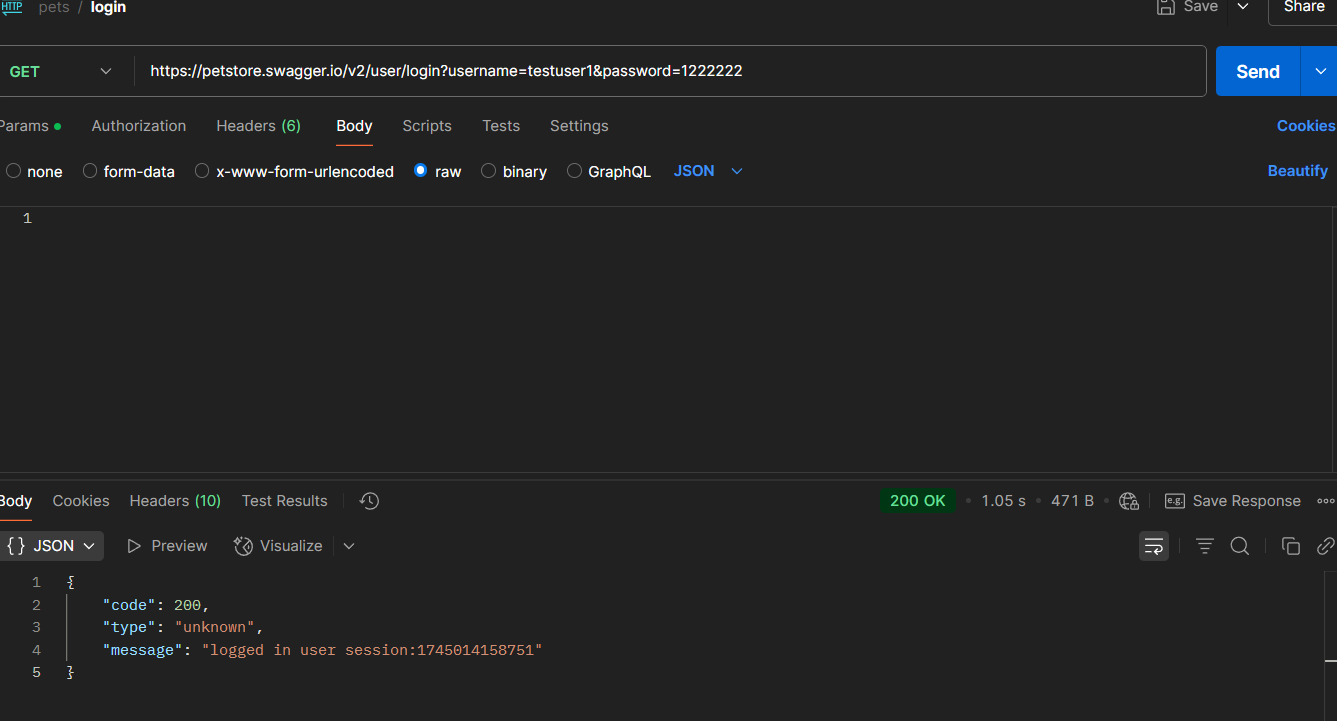 HTTP pets / login Save Share
GET https://petstore.swagger.io/v2/user/login?username=testuser1&password=1222222 Send
Params Authorization Headers (6) Body Scripts Tests Settings Cookies
none form-data x-www-form-urlencoded raw binary GraphQL JSON Beautify
1
Body Cookies Headers (10) Test Results 200 OK • 1.05 s • 471 B • e.g. Save Response
{} JSON Preview Visualize
1 {
2 "code": 200,
3 "type": "unknown",
4 "message": "logged in user session:1745014158751"
5 }